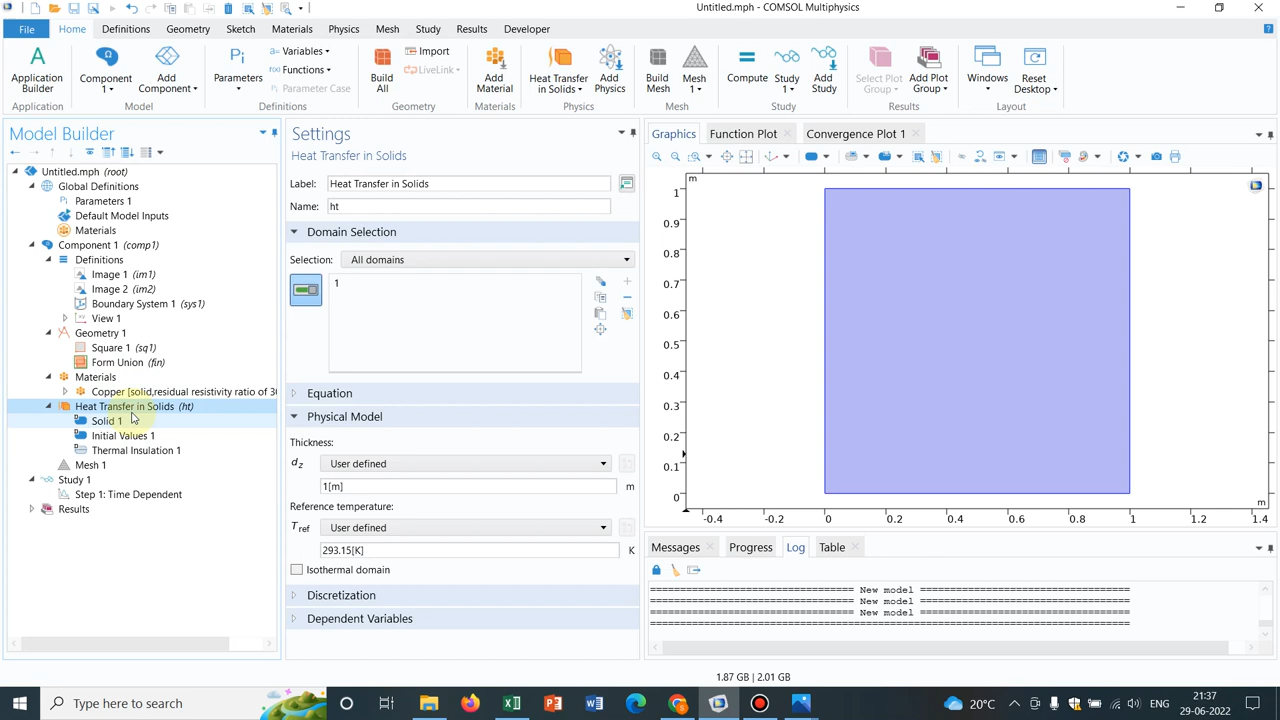 Untitled.mph - COMSOL Multiphysics
File Home Definitions Geometry Sketch Materials Physics Mesh Study Results Developer
Application Builder
Component 1
Add Component
Parameters
a= Variables
f(x) Functions
Pi Parameter Case
Build All
Import
LiveLink
Add Material
Heat Transfer in Solids
Add Physics
Build Mesh
Mesh 1
Compute
Study 1
Add Study
Select Plot Group
Add Plot Group
Windows
Reset Desktop
Application Model Definitions Geometry Materials Physics Mesh Study Results Layout
Model Builder
Untitled.mph (root)
Global Definitions
Pi Parameters 1
Default Model Inputs
Materials
Component 1 (comp1)
Definitions
Image 1 (im1)
Image 2 (im2)
Boundary System 1 (sys1)
View 1
Geometry 1
Square 1 (sq1)
Form Union (fin)
Materials
Copper [solid,residual resistivity ratio of 30
Heat Transfer in Solids (ht)
Solid 1
Initial Values 1
Thermal Insulation 1
Mesh 1
Study 1
Step 1: Time Dependent
Results
Settings
Heat Transfer in Solids
Label: Heat Transfer in Solids
Name: ht
Domain Selection
Selection: All domains
1
Equation
Physical Model
Thickness:
dz User defined
1[m] m
Reference temperature:
Tref User defined
293.15[K] K
Isothermal domain
Discretization
Dependent Variables
Graphics Function Plot Convergence Plot 1
m
1
0.9
0.8
0.7
0.6
0.5
0.4
0.3
0.2
0.1
0
m
-0.4 -0.2 0 0.2 0.4 0.6 0.8 1 1.2 1.4
Messages Progress Log Table
================================== New model ==================================
================================== New model ==================================
================================== New model ==================================
1.87 GB | 2.01 GB
Type here to search
20°C
ENG
21:37
29-06-2022